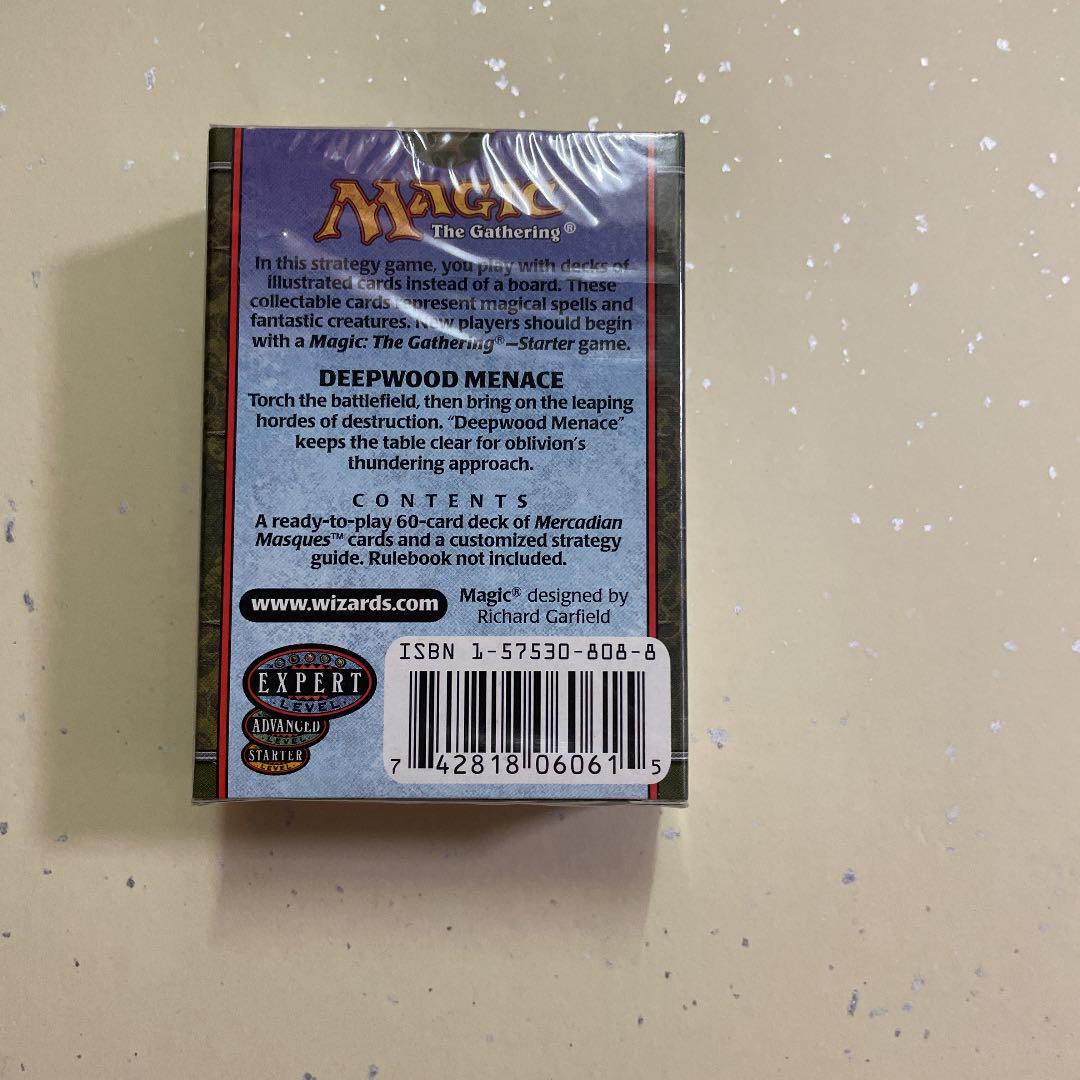 MAGIC
The Gathering®
In this strategy game, you play with decks of
illustrated cards instead of a board. These
collectable cards represent magical spells and
fantastic creatures. New players should begin
with a Magic: The Gathering®—Starter game.
DEEPWOOD MENACE
Torch the battlefield, then bring on the leaping
hordes of destruction. “Deepwood Menace”
keeps the table clear for oblivion's
thundering approach.
CONTENTS
A ready-to-play 60-card deck of Mercadian
Masques™ cards and a customized strategy
guide. Rulebook not included.
www.wizards.com
Magic® designed by
Richard Garfield
ISBN 1-57530-808-8
7 42818 06061 5
EXPERT
LEVEL
ADVANCED
LEVEL
STARTER
LEVEL